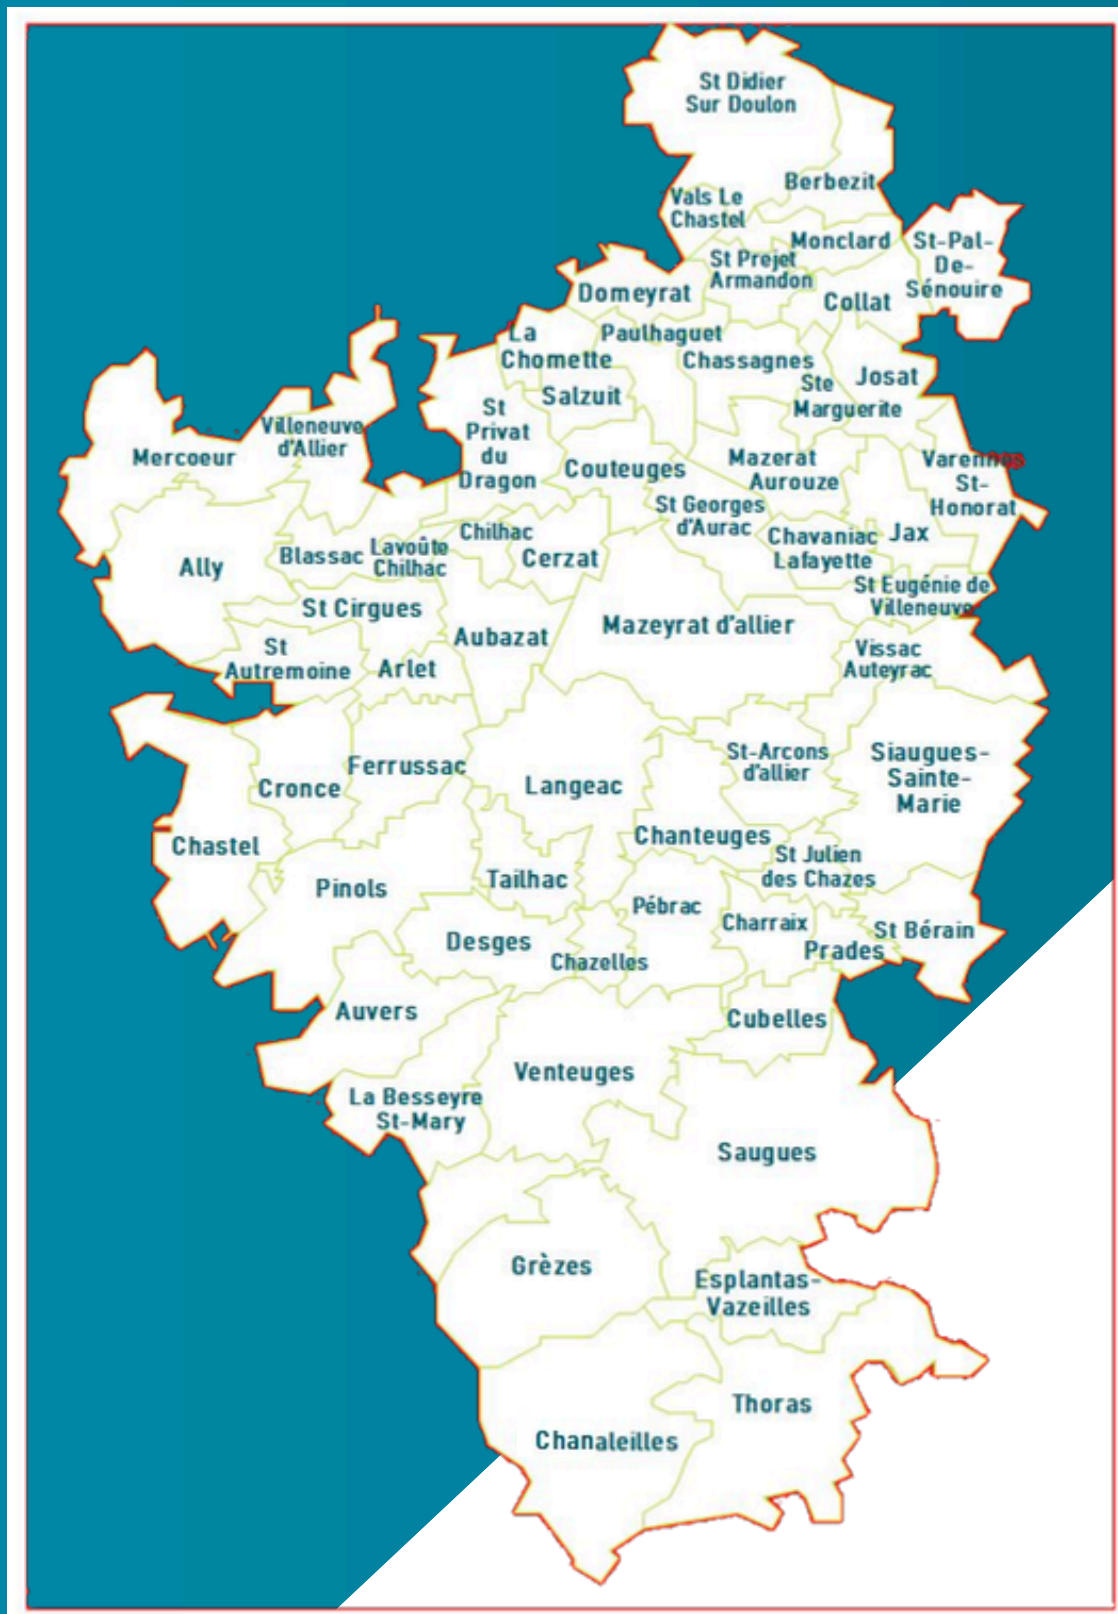 St Didier
Sur Doulon
Berbezit
Vals Le
Chastel
Monclard
St-Pal-
De-
Sénouire
St Prejet
Armandon
Domeyrat
Collat
La
Chomette
Paulhaguet
Chassagnes
Josat
Ste
Marguerite
Salzuit
St
Privat
du
Dragon
Villeneuve
d'Allier
Mercoeur
Couteuges
Mazerat
Aurouze
Varennes
St-
Honorat
St Georges
d'Aurac
Chilhac
Cerzat
Chavaniac
Lafayette
Jax
Ally
Blassac
Lavoûte
Chilhac
St Eugénie de
Villeneuve
St Cirgues
Aubazat
Mazeyrat d'allier
St
Autremoine
Arlet
Vissac
Auteyrac
Ferrussac
Cronce
Langeac
St-Arcons
d'allier
Siaugues-
Sainte-
Marie
Chastel
Chanteuges
St Julien
des Chazes
Pinols
Tailhac
Pébrac
Charraix
St Bérain
Desges
Chazelles
Prades
Auvers
Cubelles
Venteuges
La Besseyre
St-Mary
Saugues
Grèzes
Esplantas-
Vazeilles
Thoras
Chanaleilles